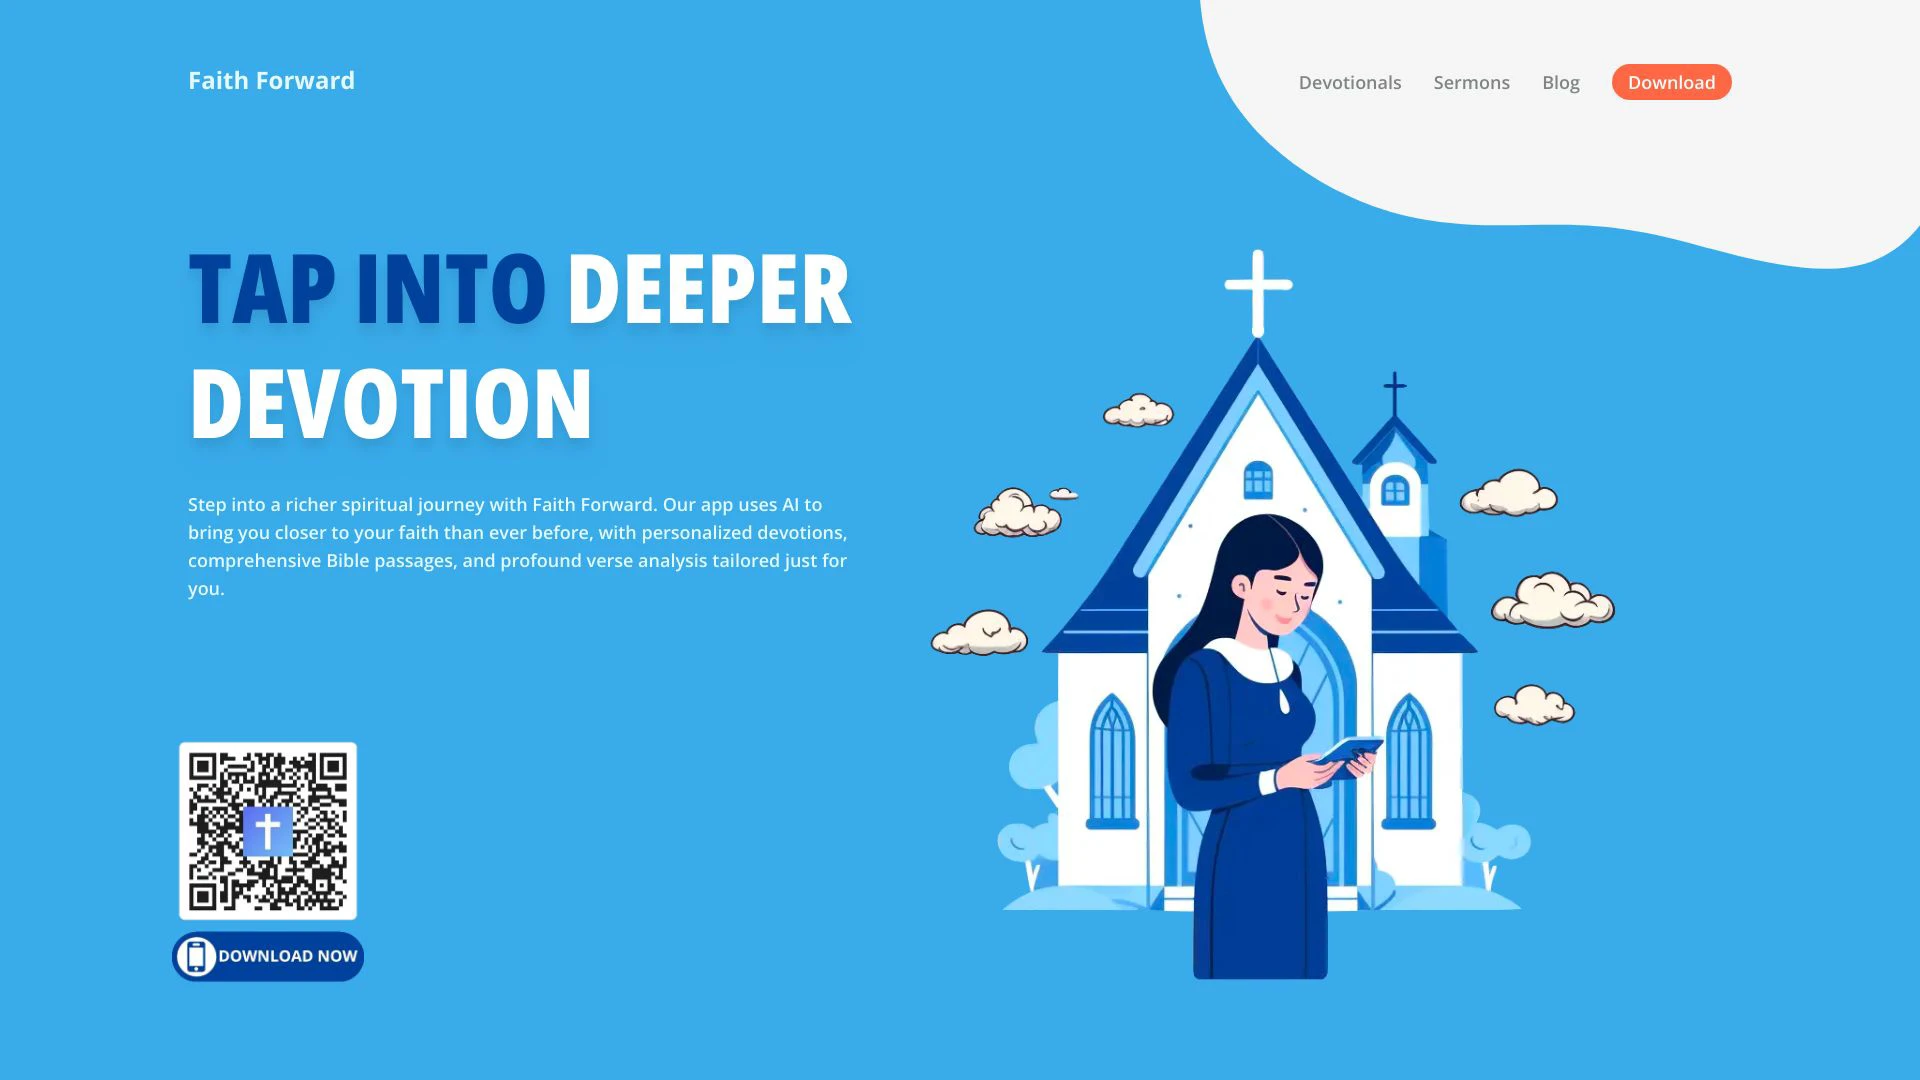 Faith Forward
Devotionals Sermons Blog Download
TAP INTO DEEPER
DEVOTION
Step into a richer spiritual journey with Faith Forward. Our app uses AI to
bring you closer to your faith than ever before, with personalized devotions,
comprehensive Bible passages, and profound verse analysis tailored just for
you.
DOWNLOAD NOW